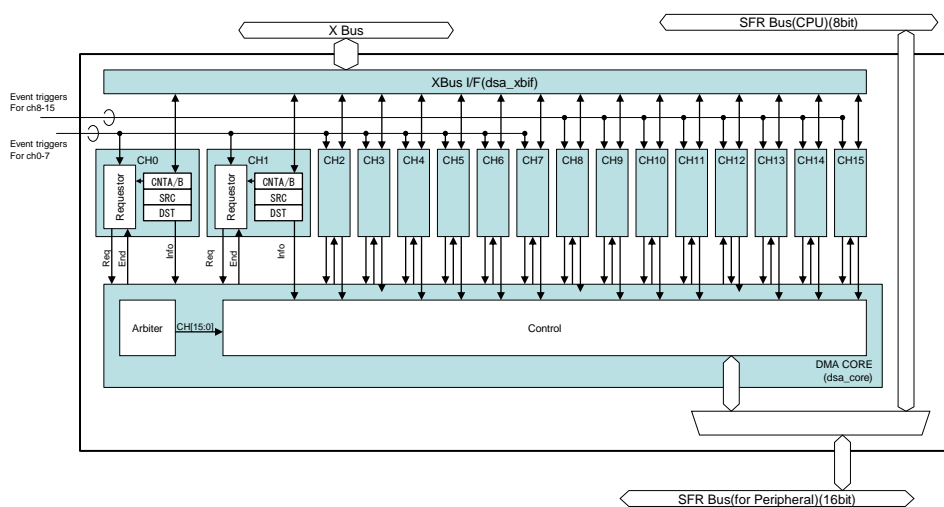 SFR Bus(CPU)(8bit)
X Bus
XBus I/F(dsa_xbif)
Event triggers
For ch8-15
Event triggers
For ch0-7
CH0
CH1
CH2
CH3
CH4
CH5
CH6
CH7
CH8
CH9
CH10
CH11
CH12
CH13
CH14
CH15
Requestor
CNTA/B
SRC
DST
Requestor
CNTA/B
SRC
DST
Req
End
Info
Req
End
Info
Arbiter
CH[15:0]
Control
DMA CORE
(dsa_core)
SFR Bus(for Peripheral)(16bit)